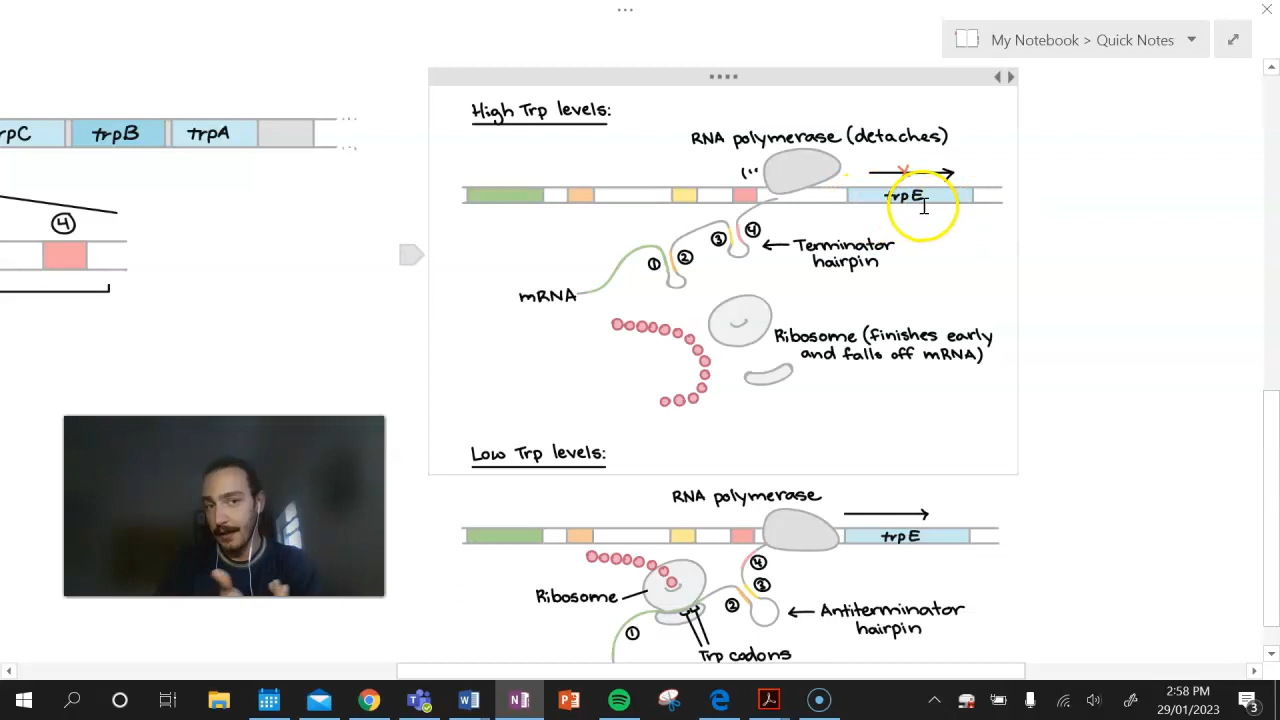 My Notebook > Quick Notes
High Trp levels:
RNA polymerase (detaches)
trpC
trpB
trpA
trpE
4
3
4
Terminator
hairpin
1
2
mRNA
Ribosome (finishes early
and falls off mRNA)
Low Trp levels:
RNA polymerase
trpE
4
3
Ribosome
2
Antiterminator
hairpin
1
Trp codons
2:58 PM
29/01/2023
3